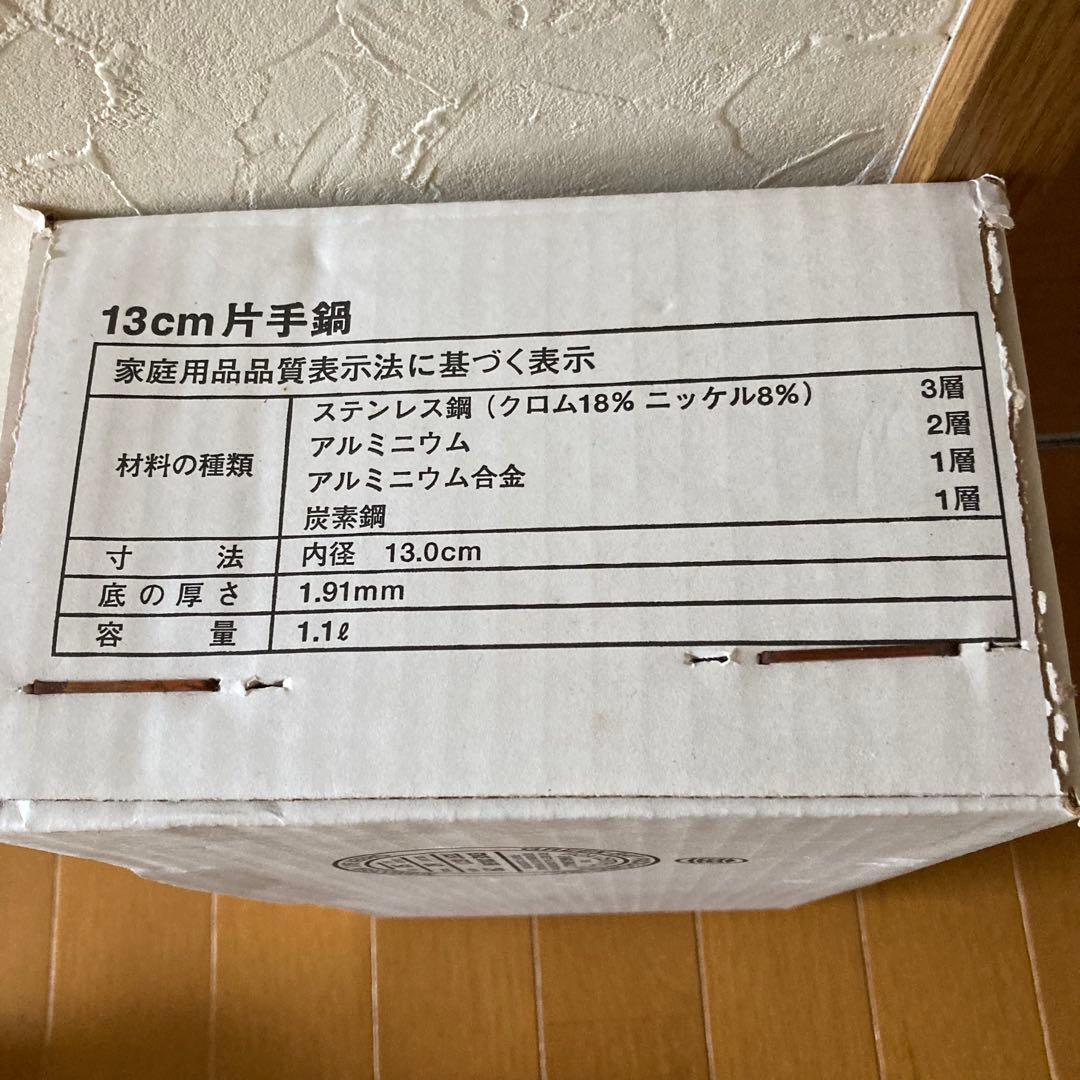 13cm片手鍋
家庭用品品質表示法に基づく表示
材料の種類
ステンレス鋼（クロム18% ニッケル8%） 3層
アルミニウム 2層
アルミニウム合金 1層
炭素鋼 1層
寸法 内径 13.0cm
底の厚さ 1.91mm
容量 1.1ℓ